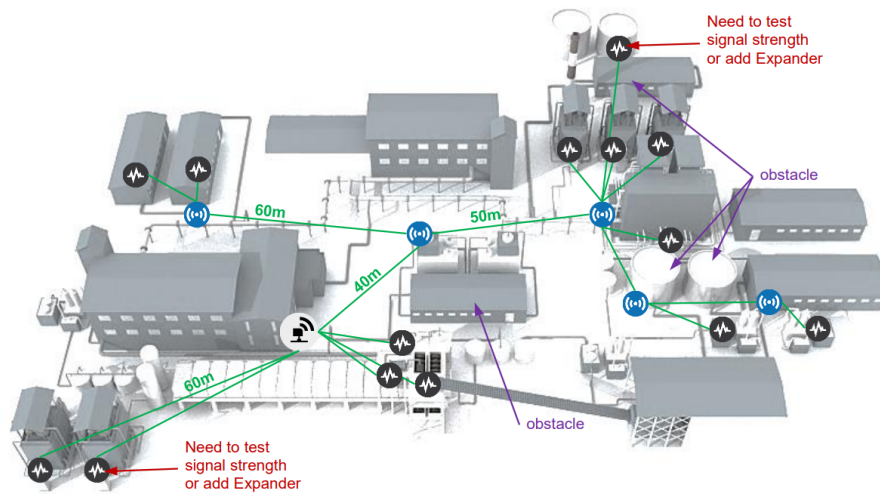 Need to test
signal strength
or add Expander
obstacle
60m
50m
40m
60m
obstacle
Need to test
signal strength
or add Expander